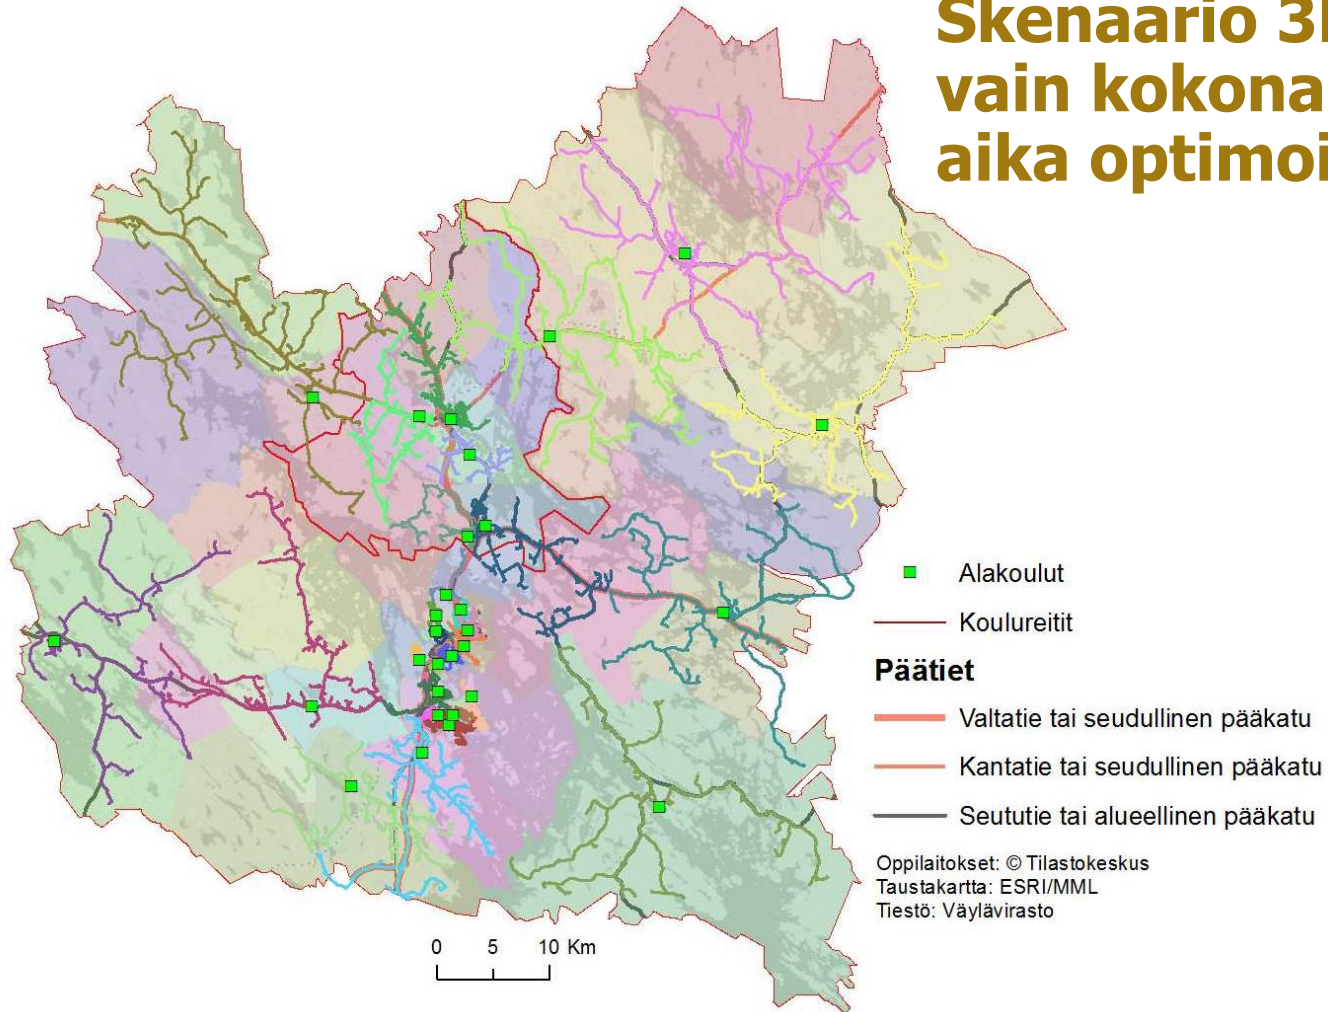 Skenaario 3
vain kokona
aika optimoi
Alakoulut
Koulureitit
Päätiet
Valtatie tai seudullinen pääkatu
Kantatie tai seudullinen pääkatu
Seututie tai alueellinen pääkatu
Oppilaitokset: © Tilastokeskus
Taustakartta: ESRI/MML
Tiestö: Väylävirasto
0 5 10 Km